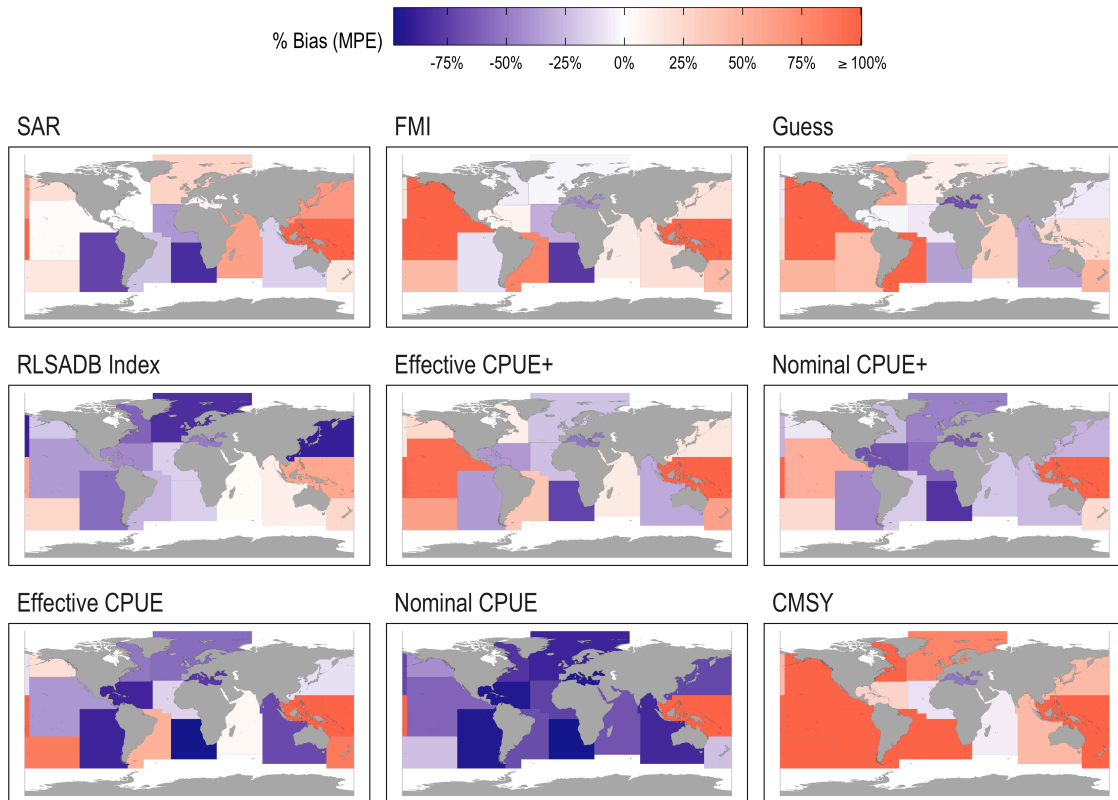 % Bias (MPE)
-75% -50% -25% 0% 25% 50% 75% ≥ 100%
SAR FMI Guess
RLSADB Index Effective CPUE+ Nominal CPUE+
Effective CPUE Nominal CPUE CMSY